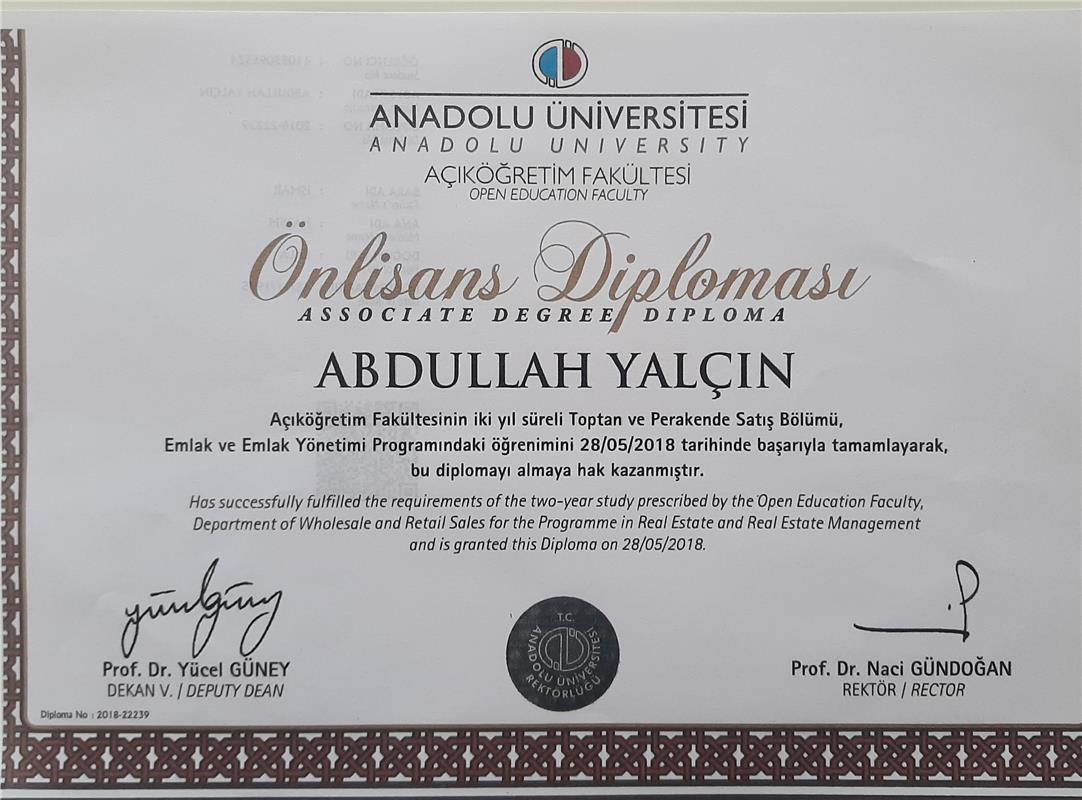 ANADOLU ÜNİVERSİTESİ
ANADOLU UNIVERSITY
AÇIKÖĞRETİM FAKÜLTESİ
OPEN EDUCATION FACULTY
Önlisans Diploması
ASSOCIATE DEGREE DIPLOMA
ABDULLAH YALÇIN
Açıköğretim Fakültesinin iki yıl süreli Toptan ve Perakende Satış Bölümü,
Emlak ve Emlak Yönetimi Programındaki öğrenimini 28/05/2018 tarihinde başarıyla tamamlayarak,
bu diplomayı almaya hak kazanmıştır.
Has successfully fulfilled the requirements of the two-year study prescribed by the Open Education Faculty,
Department of Wholesale and Retail Sales for the Programme in Real Estate and Real Estate Management
and is granted this Diploma on 28/05/2018.
Prof. Dr. Yücel GÜNEY
DEKAN V. / DEPUTY DEAN
T.C.
ANADOLU ÜNİVERSİTESİ
REKTÖRLÜĞÜ
Prof. Dr. Naci GÜNDOĞAN
REKTÖR / RECTOR
Diploma No : 2018-22239